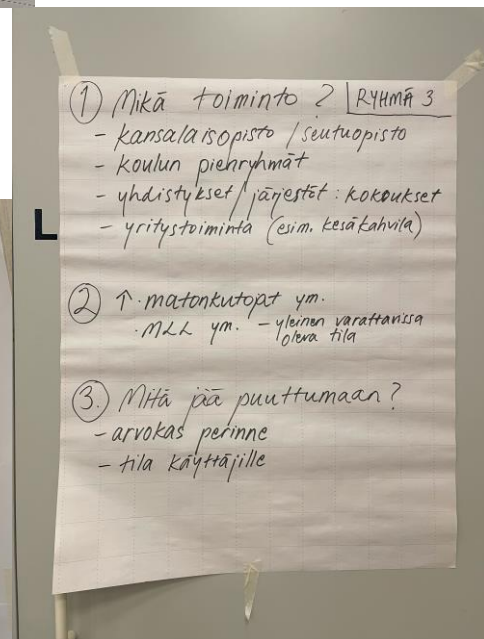 ① Mikä toiminto? RYHMÄ 3
- kansalaisopisto / seutuopisto
- koulun pienryhmät
- yhdistykset / järjestöt : kokoukset
- yritystoiminta (esim. kesäkahvila)
② ↑ · matonkutojat ym.
· MLL ym. - yleinen varattavissa
oleva tila
③. Mitä jää puuttumaan?
- arvokas perinne
- tila käyttäjille
L